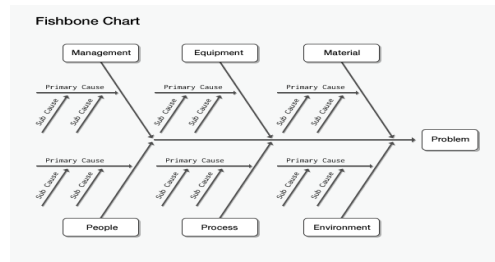 Fishbone Chart
Management
Equipment
Material
Primary Cause
Primary Cause
Primary Cause
Sub Cause
Sub Cause
Sub Cause
Sub Cause
Sub Cause
Sub Cause
Problem
Primary Cause
Primary Cause
Primary Cause
Sub Cause
Sub Cause
Sub Cause
Sub Cause
Sub Cause
Sub Cause
People
Process
Environment